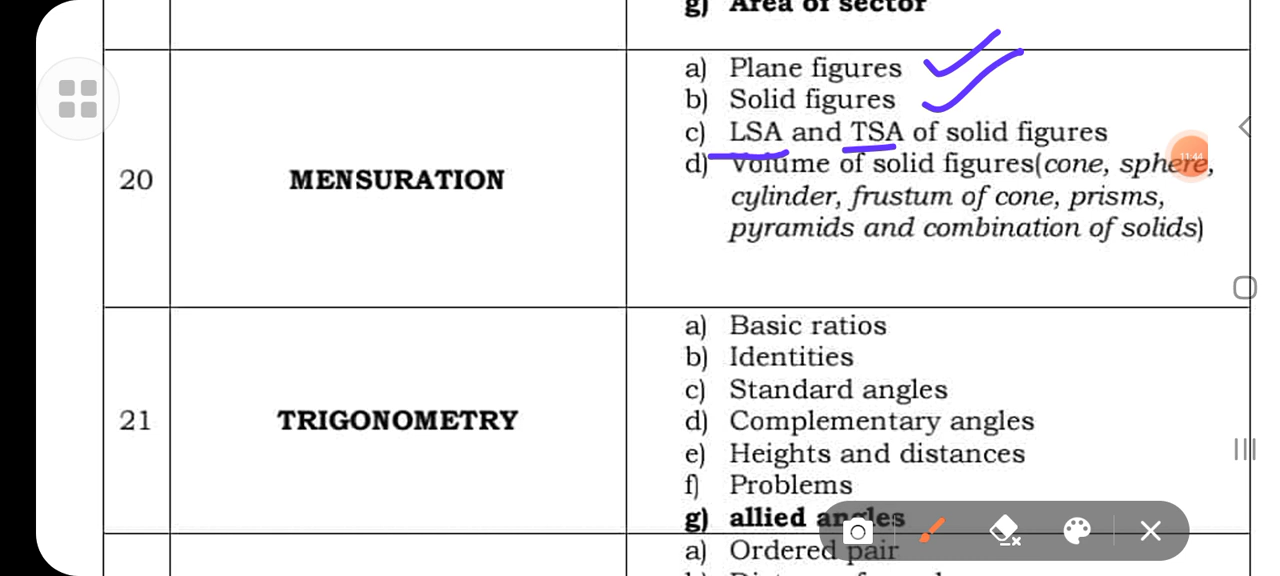 g) Area of sector
20
MENSURATION
a) Plane figures
b) Solid figures
c) LSA and TSA of solid figures
d) Volume of solid figures(cone, sphere,
cylinder, frustum of cone, prisms,
pyramids and combination of solids)
11:44
21
TRIGONOMETRY
a) Basic ratios
b) Identities
c) Standard angles
d) Complementary angles
e) Heights and distances
f) Problems
g) allied angles
a) Ordered pair